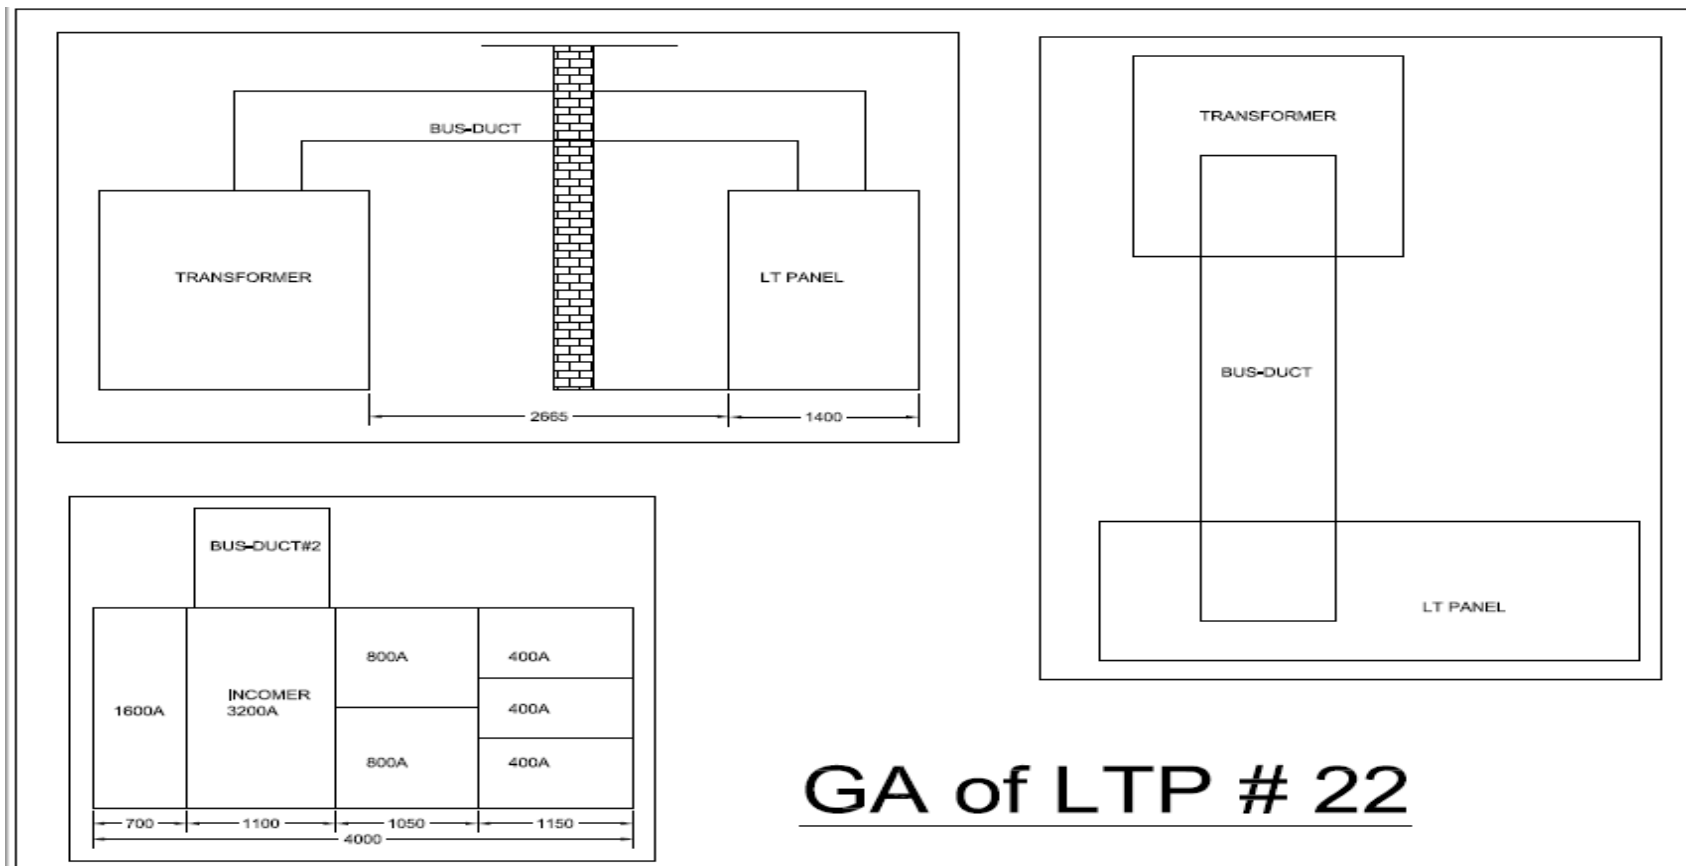 BUS-DUCT
TRANSFORMER
LT PANEL
2665
1400
TRANSFORMER
BUS-DUCT
LT PANEL
BUS-DUCT#2
1600A
INCOMER
3200A
800A
800A
400A
400A
400A
700
1100
1050
1150
4000
GA of LTP # 22